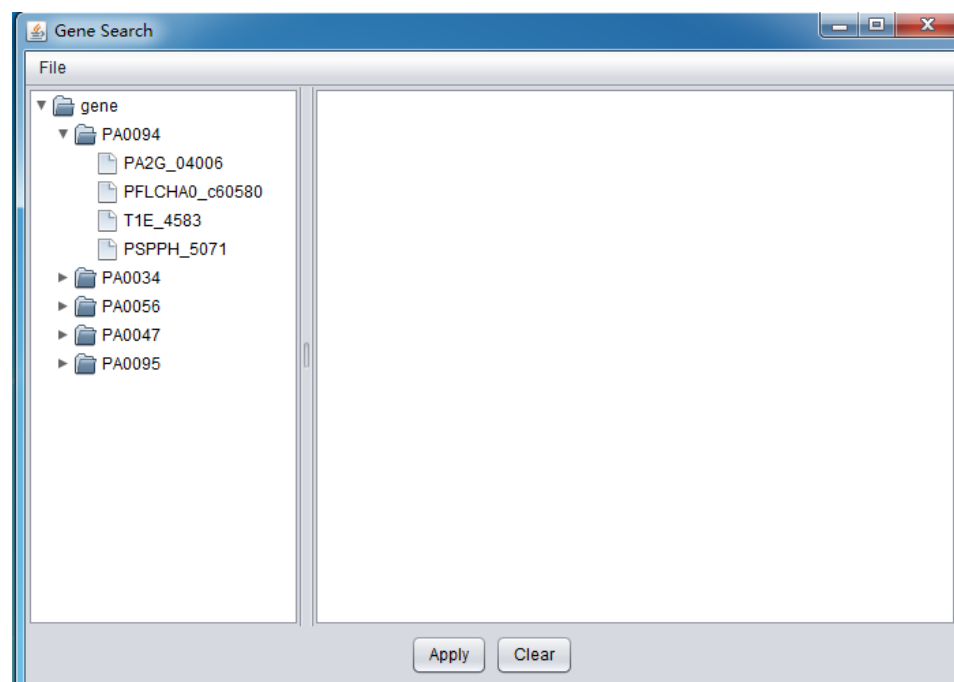 Gene Search
File
gene
PA0094
PA2G_04006
PFLCHA0_c60580
T1E_4583
PSPPH_5071
PA0034
PA0056
PA0047
PA0095
Apply Clear